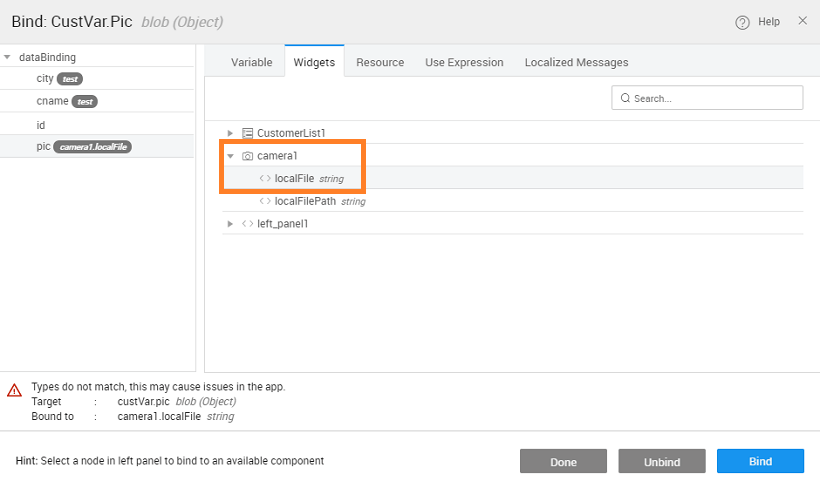 Bind: CustVar.Pic blob (Object)
Help
dataBinding
city test
cname test
id
pic camera1.localFile
Variable
Widgets
Resource
Use Expression
Localized Messages
Search...
CustomerList1
camera1
localFile string
localFilePath string
left_panel1
Types do not match, this may cause issues in the app.
Target : custVar.pic blob (Object)
Bound to : camera1.localFile string
Hint: Select a node in left panel to bind to an available component
Done
Unbind
Bind